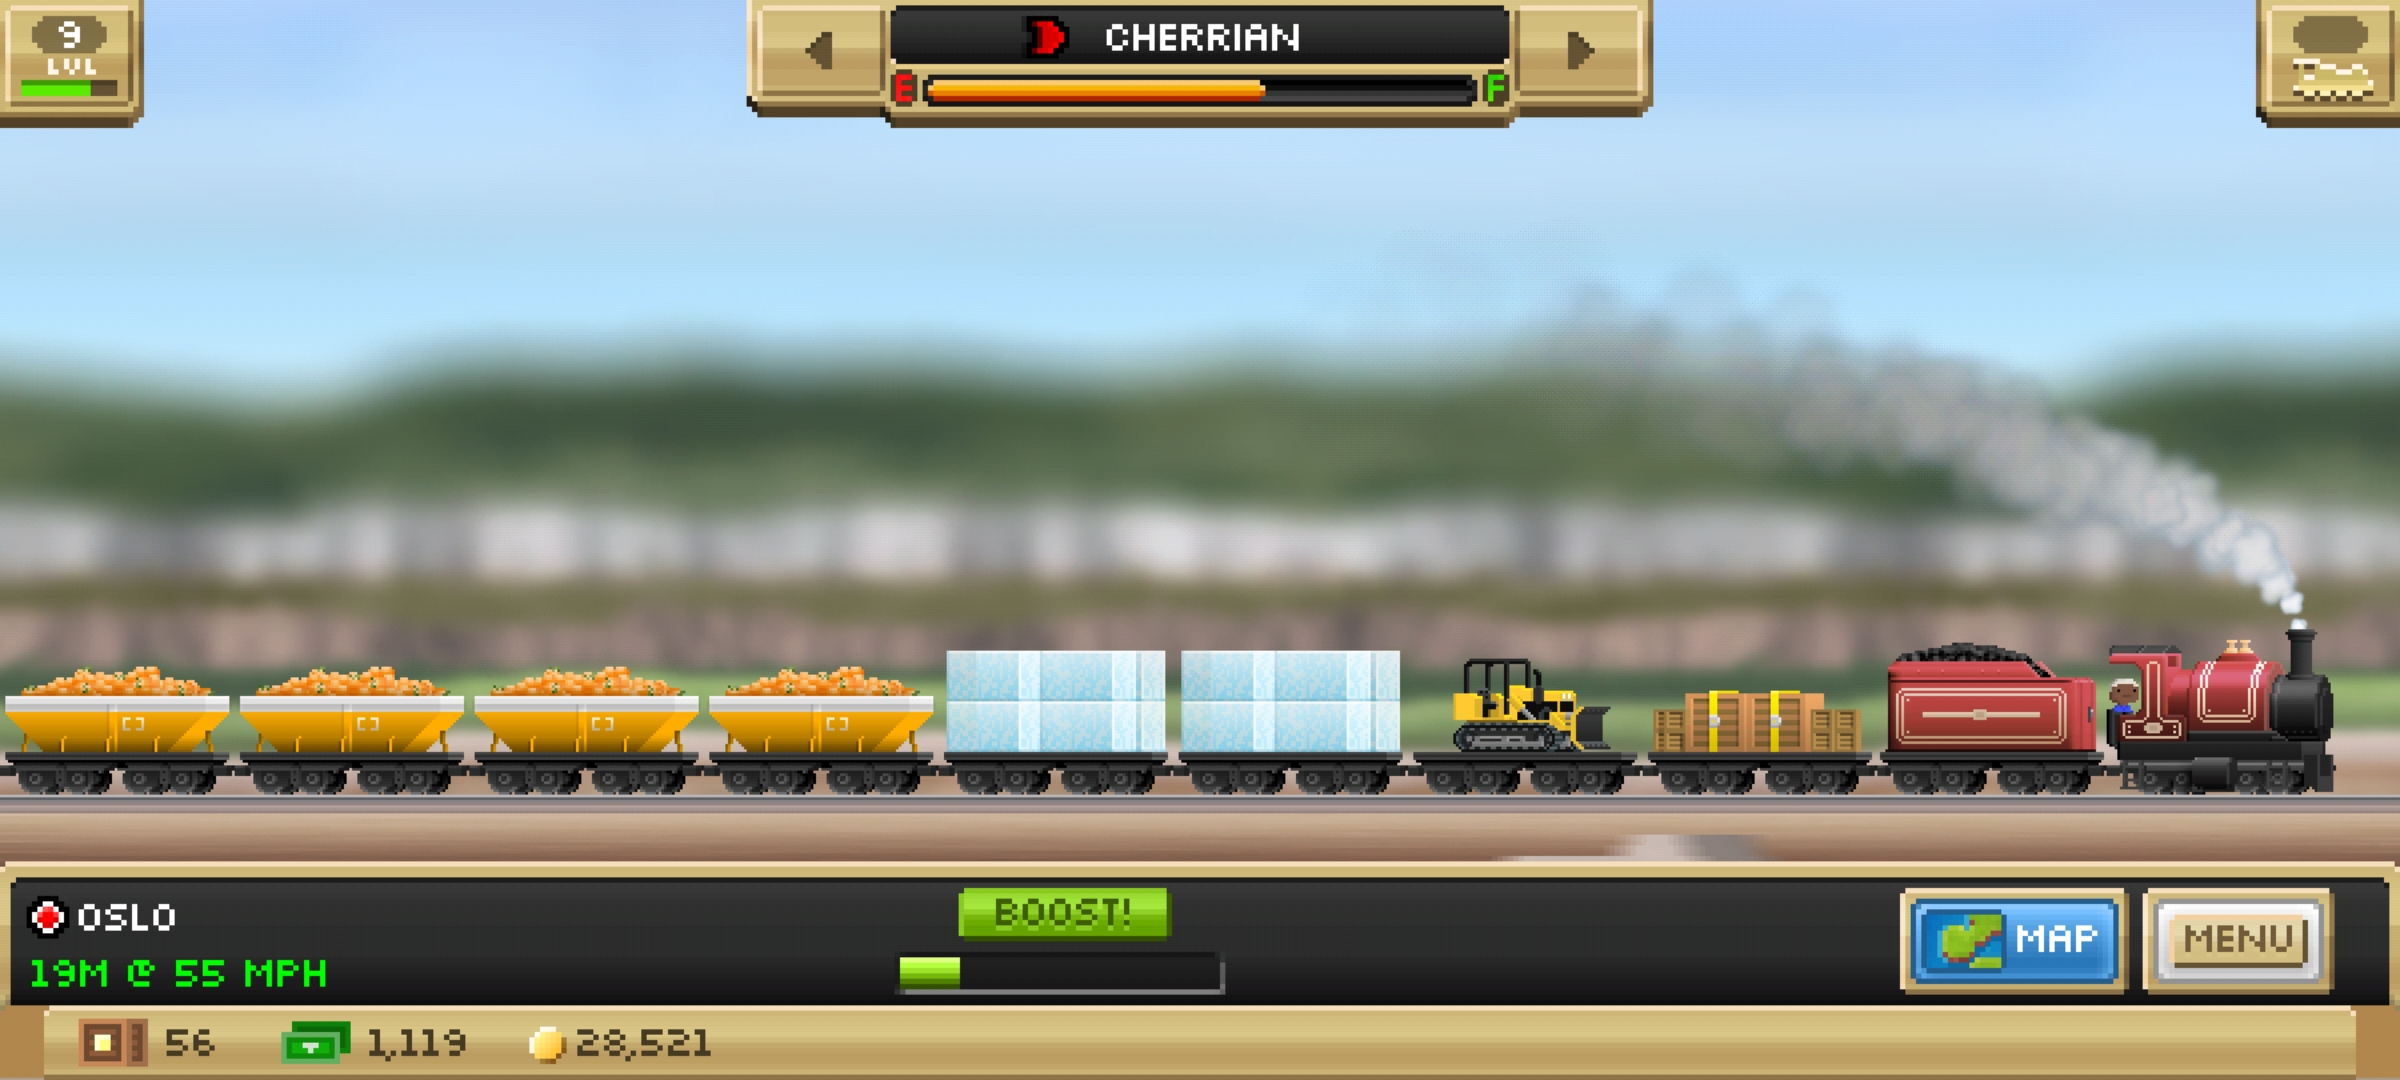 9
LVL
CHERRIAN
E F
OSLO
19M @ 55 MPH
BOOST!
MAP
MENU
56 1,119 28,521